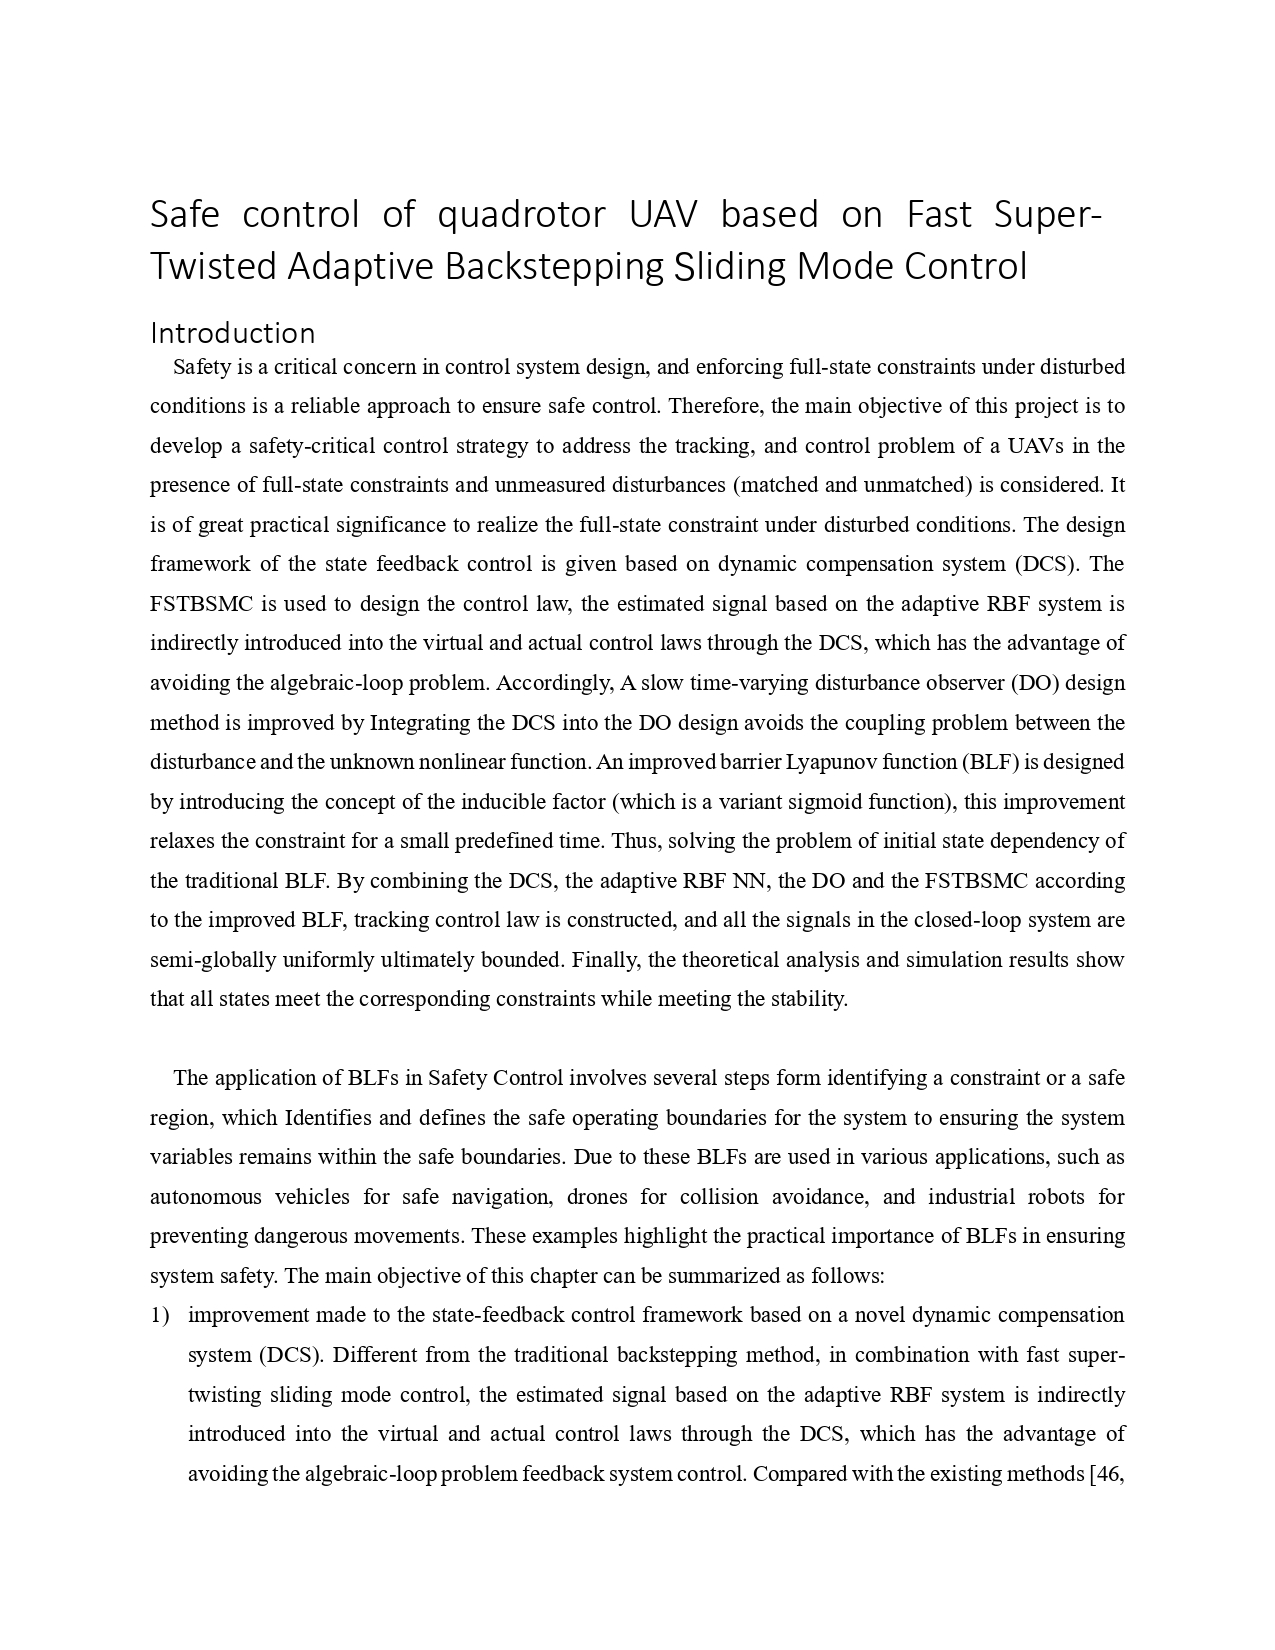 Safe control of quadrotor UAV based on Fast Super-
Twisted Adaptive Backstepping Sliding Mode Control
Introduction
Safety is a critical concern in control system design, and enforcing full-state constraints under disturbed
conditions is a reliable approach to ensure safe control. Therefore, the main objective of this project is to
develop a safety-critical control strategy to address the tracking, and control problem of a UAVs in the
presence of full-state constraints and unmeasured disturbances (matched and unmatched) is considered. It
is of great practical significance to realize the full-state constraint under disturbed conditions. The design
framework of the state feedback control is given based on dynamic compensation system (DCS). The
FSTBSMC is used to design the control law, the estimated signal based on the adaptive RBF system is
indirectly introduced into the virtual and actual control laws through the DCS, which has the advantage of
avoiding the algebraic-loop problem. Accordingly, A slow time-varying disturbance observer (DO) design
method is improved by Integrating the DCS into the DO design avoids the coupling problem between the
disturbance and the unknown nonlinear function. An improved barrier Lyapunov function (BLF) is designed
by introducing the concept of the inducible factor (which is a variant sigmoid function), this improvement
relaxes the constraint for a small predefined time. Thus, solving the problem of initial state dependency of
the traditional BLF. By combining the DCS, the adaptive RBF NN, the DO and the FSTBSMC according
to the improved BLF, tracking control law is constructed, and all the signals in the closed-loop system are
semi-globally uniformly ultimately bounded. Finally, the theoretical analysis and simulation results show
that all states meet the corresponding constraints while meeting the stability.
The application of BLFs in Safety Control involves several steps form identifying a constraint or a safe
region, which Identifies and defines the safe operating boundaries for the system to ensuring the system
variables remains within the safe boundaries. Due to these BLFs are used in various applications, such as
autonomous vehicles for safe navigation, drones for collision avoidance, and industrial robots for
preventing dangerous movements. These examples highlight the practical importance of BLFs in ensuring
system safety. The main objective of this chapter can be summarized as follows:
1) improvement made to the state-feedback control framework based on a novel dynamic compensation
system (DCS). Different from the traditional backstepping method, in combination with fast super-
twisting sliding mode control, the estimated signal based on the adaptive RBF system is indirectly
introduced into the virtual and actual control laws through the DCS, which has the advantage of
avoiding the algebraic-loop problem feedback system control. Compared with the existing methods [46,